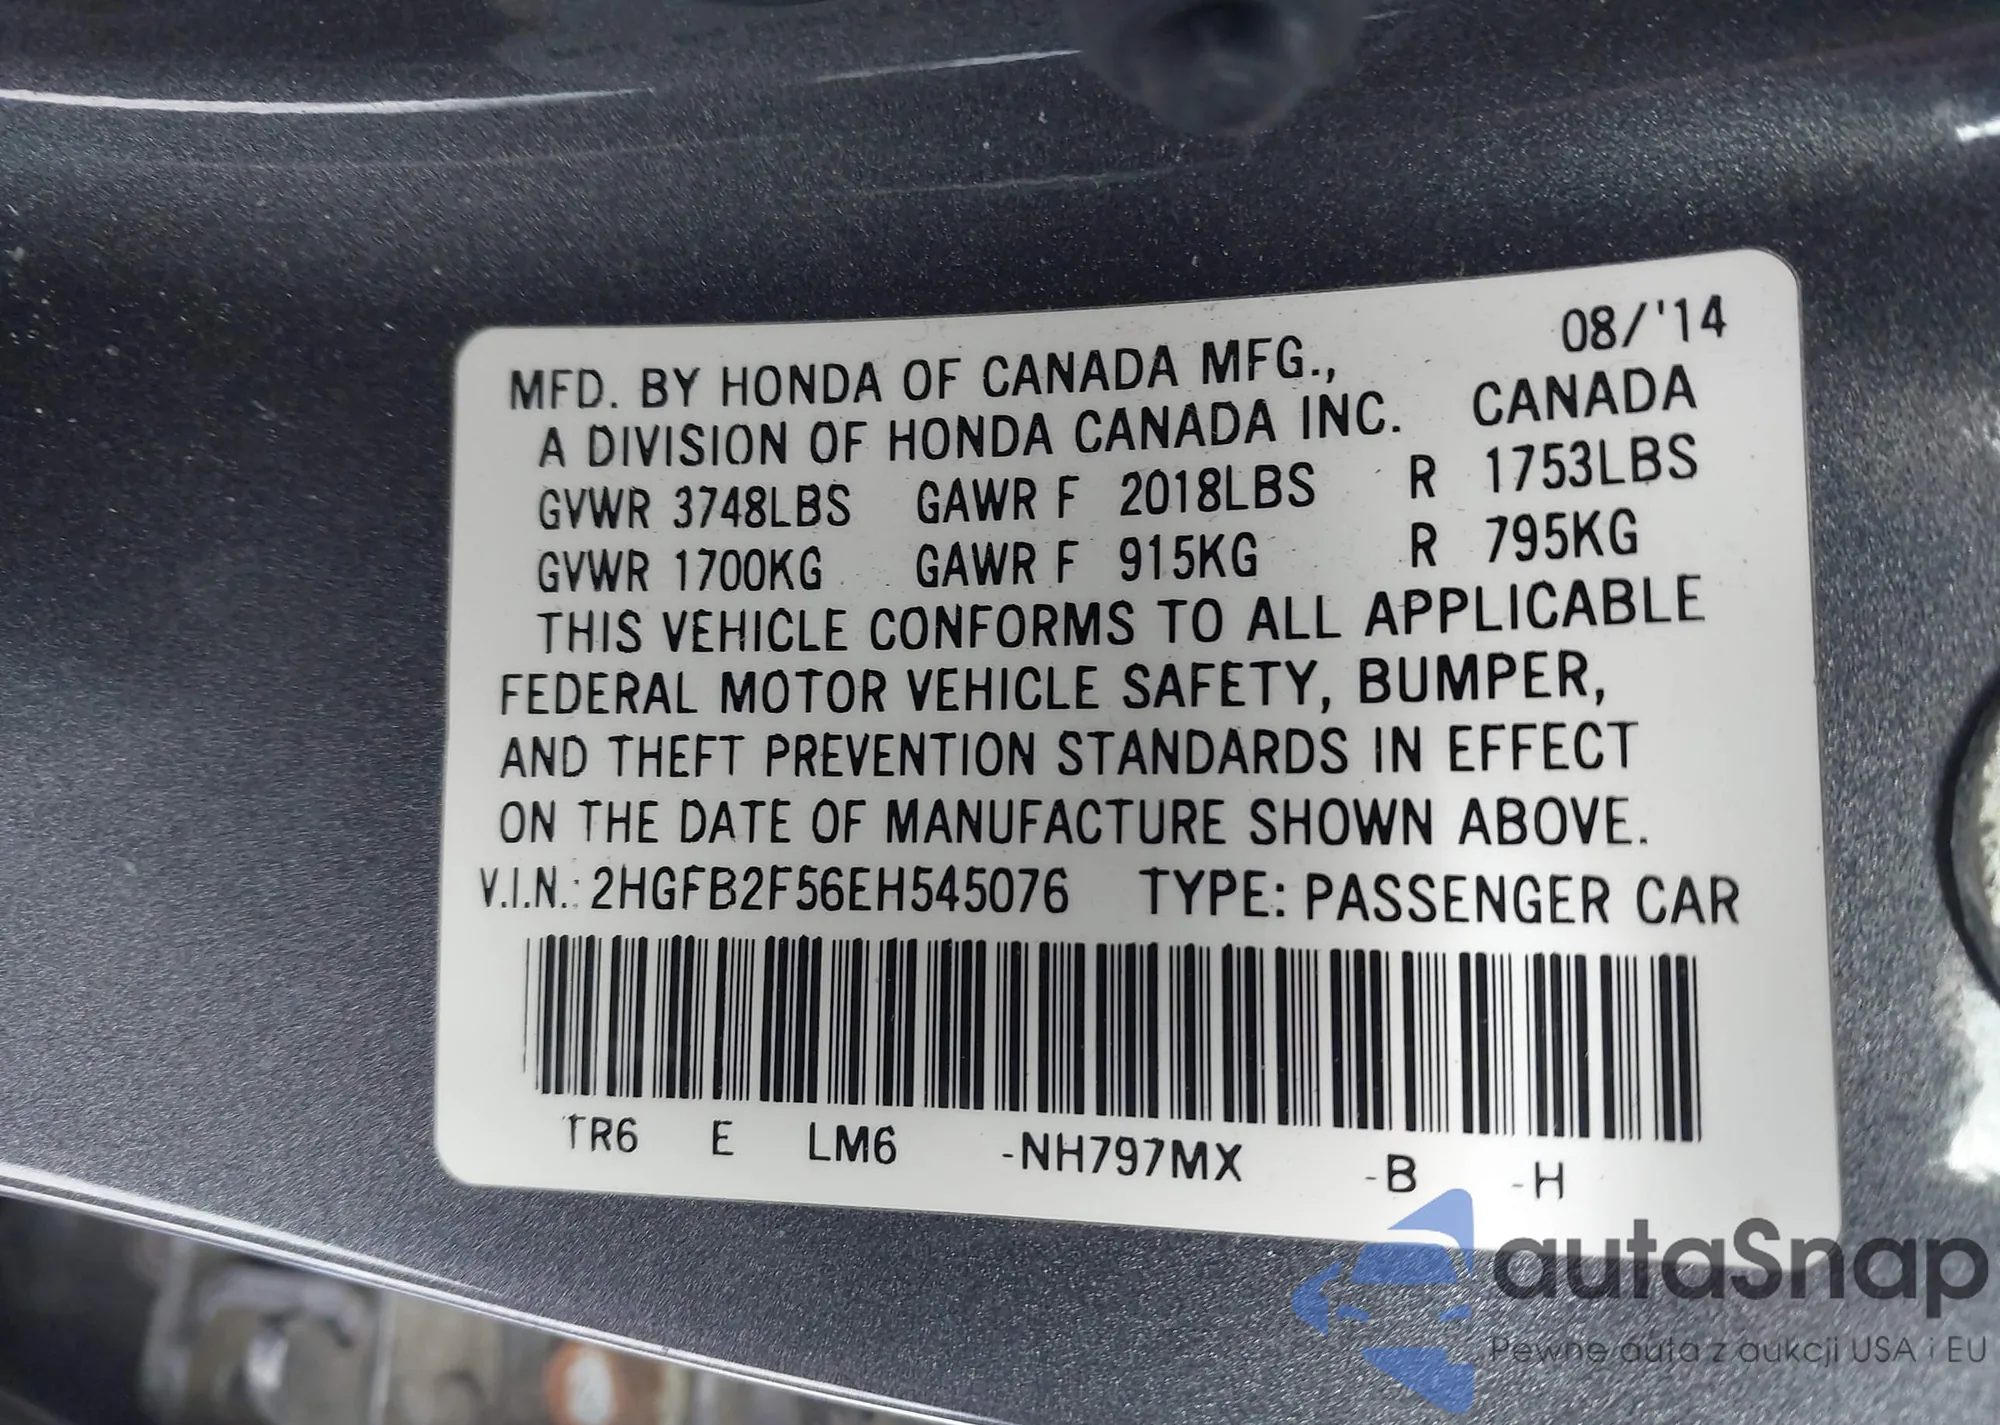 08/'14
MFD. BY HONDA OF CANADA MFG.,
A DIVISION OF HONDA CANADA INC. CANADA
GVWR 3748LBS GAWR F 2018LBS R 1753LBS
GVWR 1700KG GAWR F 915KG R 795KG
THIS VEHICLE CONFORMS TO ALL APPLICABLE
FEDERAL MOTOR VEHICLE SAFETY, BUMPER,
AND THEFT PREVENTION STANDARDS IN EFFECT
ON THE DATE OF MANUFACTURE SHOWN ABOVE.
V.I.N.: 2HGFB2F56EH545076 TYPE: PASSENGER CAR
TR6 E LM6 -NH797MX -B -H
autaSnap
Pewne auta z aukcji USA i EU